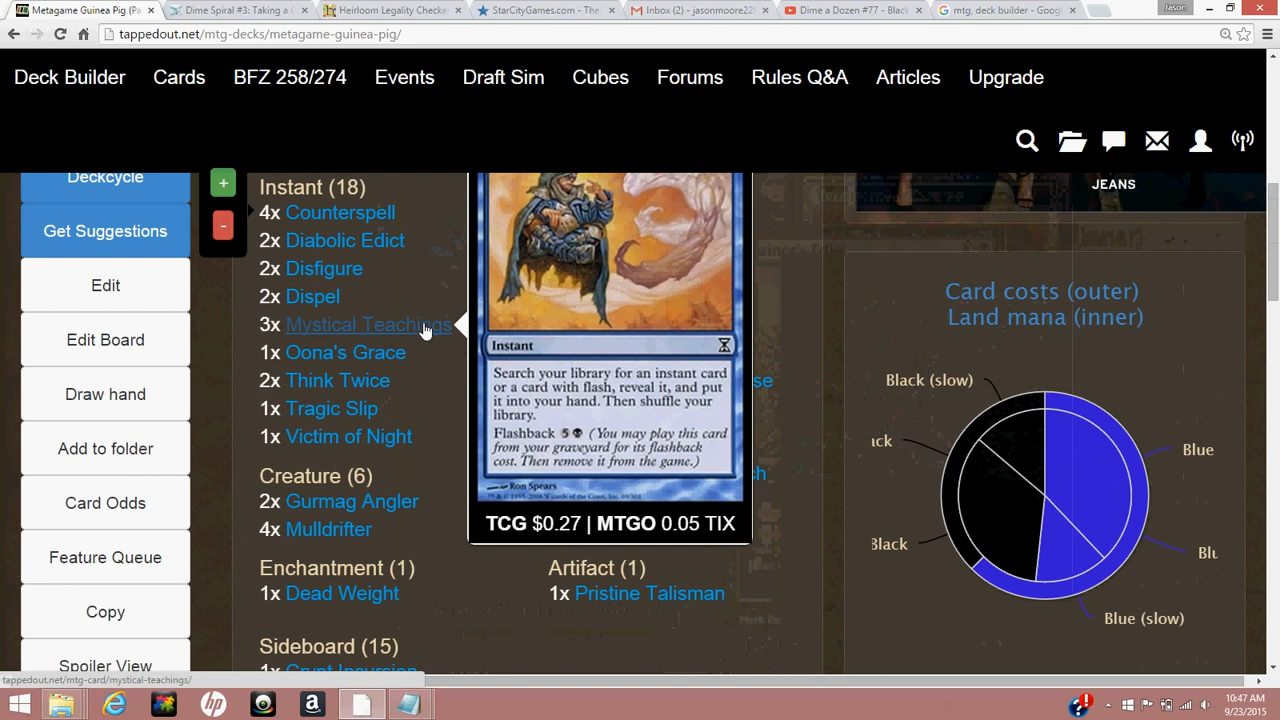 Metagame Guinea Pig (Pa
Dime Spiral #3: Taking a C
Heirloom Legality Checke
StarCityGames.com - The
Inbox (2) - jasonmoore22
Dime a Dozen #77 - Black
mtg, deck builder - Goog
Jason
tappedout.net/mtg-decks/metagame-guinea-pig/
Deck Builder Cards BFZ 258/274 Events Draft Sim Cubes Forums Rules Q&A Articles Upgrade
JEANS
Deckcycle
Get Suggestions
Edit
Edit Board
Draw hand
Add to folder
Card Odds
Feature Queue
Copy
Spoiler View
+
-
Instant (18)
4x Counterspell
2x Diabolic Edict
2x Disfigure
2x Dispel
3x Mystical Teachings
1x Oona's Grace
2x Think Twice
1x Tragic Slip
1x Victim of Night
Creature (6)
2x Gurmag Angler
4x Mulldrifter
Enchantment (1)
1x Dead Weight
Artifact (1)
1x Pristine Talisman
Sideboard (15)
1x Crypt Incursion
Instant
Search your library for an instant card
or a card with flash, reveal it, and put
it into your hand. Then shuffle your
library.
Flashback 5 (You may play this card
from your graveyard for its flashback
cost. Then remove it from the game.)
Ron Spears
TCG $0.27 | MTGO 0.05 TIX
se
ch
Card costs (outer)
Land mana (inner)
Black (slow)
ack
Blue
Black
Blu
Blue (slow)
tappedout.net/mtg-card/mystical-teachings/
hp
a
10:47 AM
9/23/2015